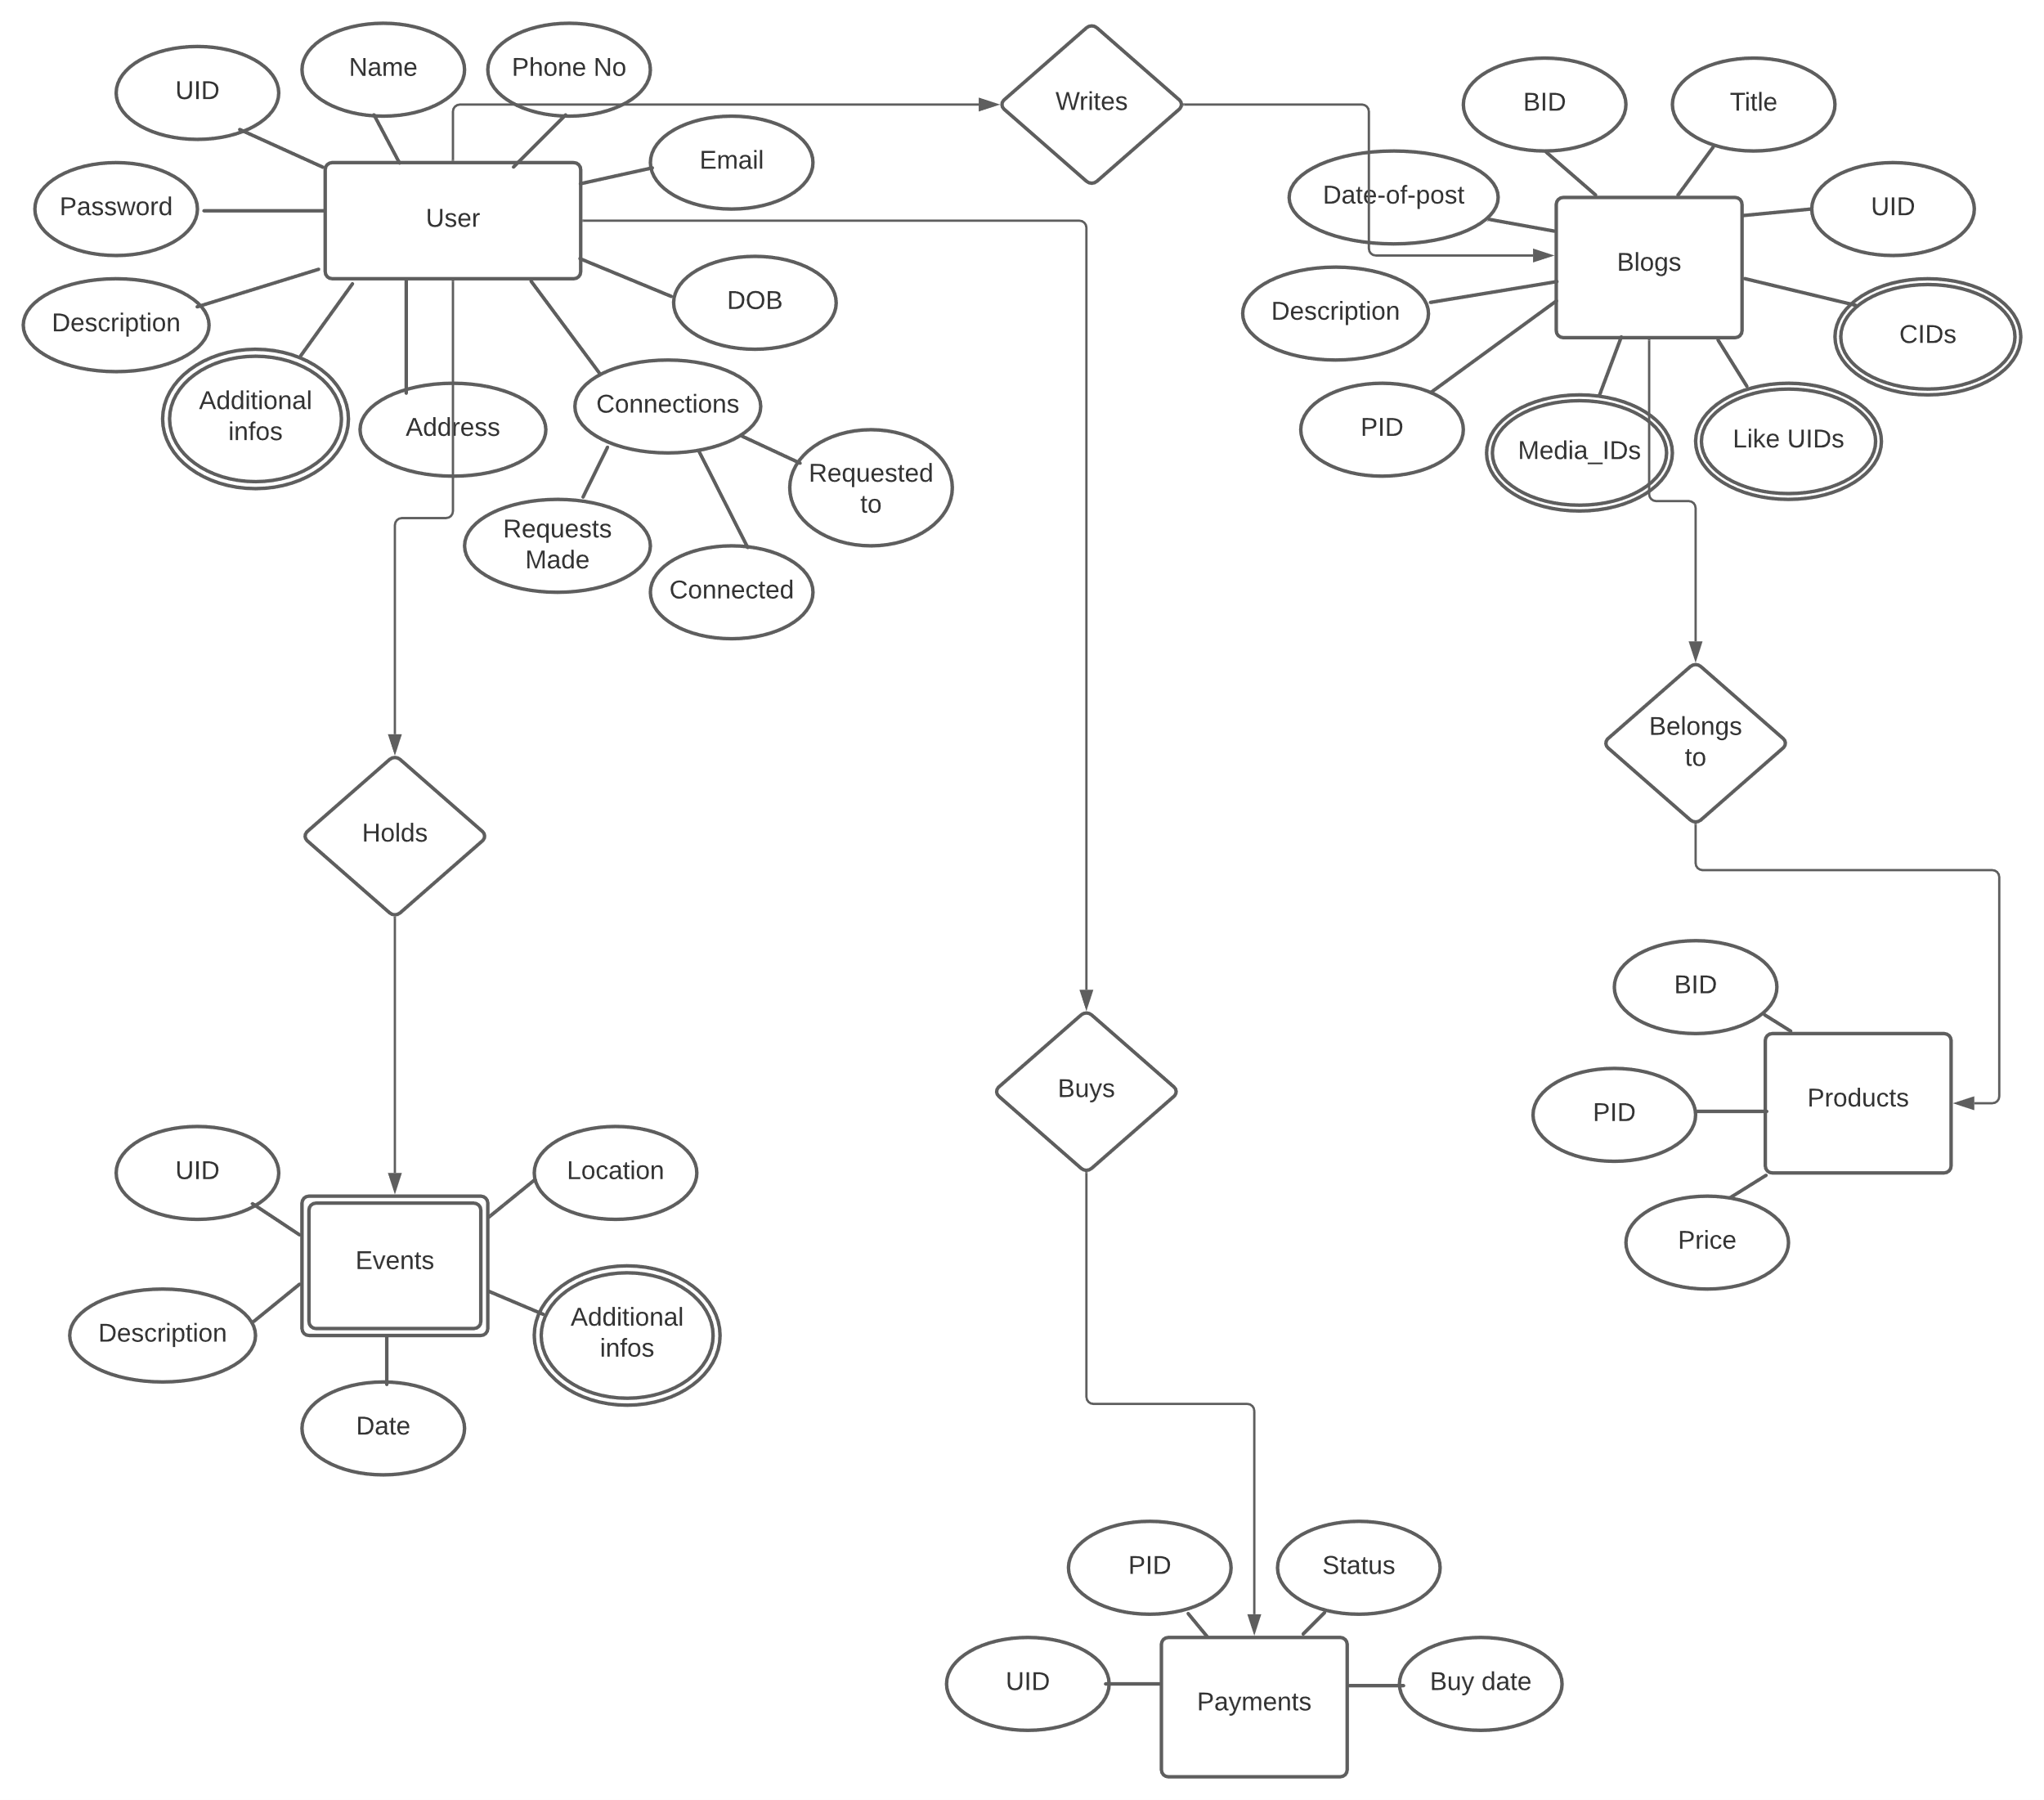 Name
Phone No
UID
Writes
BID
Title
Email
Password
User
Date-of-post
UID
Blogs
DOB
Description
Description
CIDs
Additional
infos
Address
Connections
PID
Media_IDs
Like UIDs
Requested
to
Requests
Made
Connected
Belongs
to
Holds
BID
Buys
PID
Products
UID
Location
Price
Events
Description
Additional
infos
Date
PID
Status
UID
Payments
Buy date